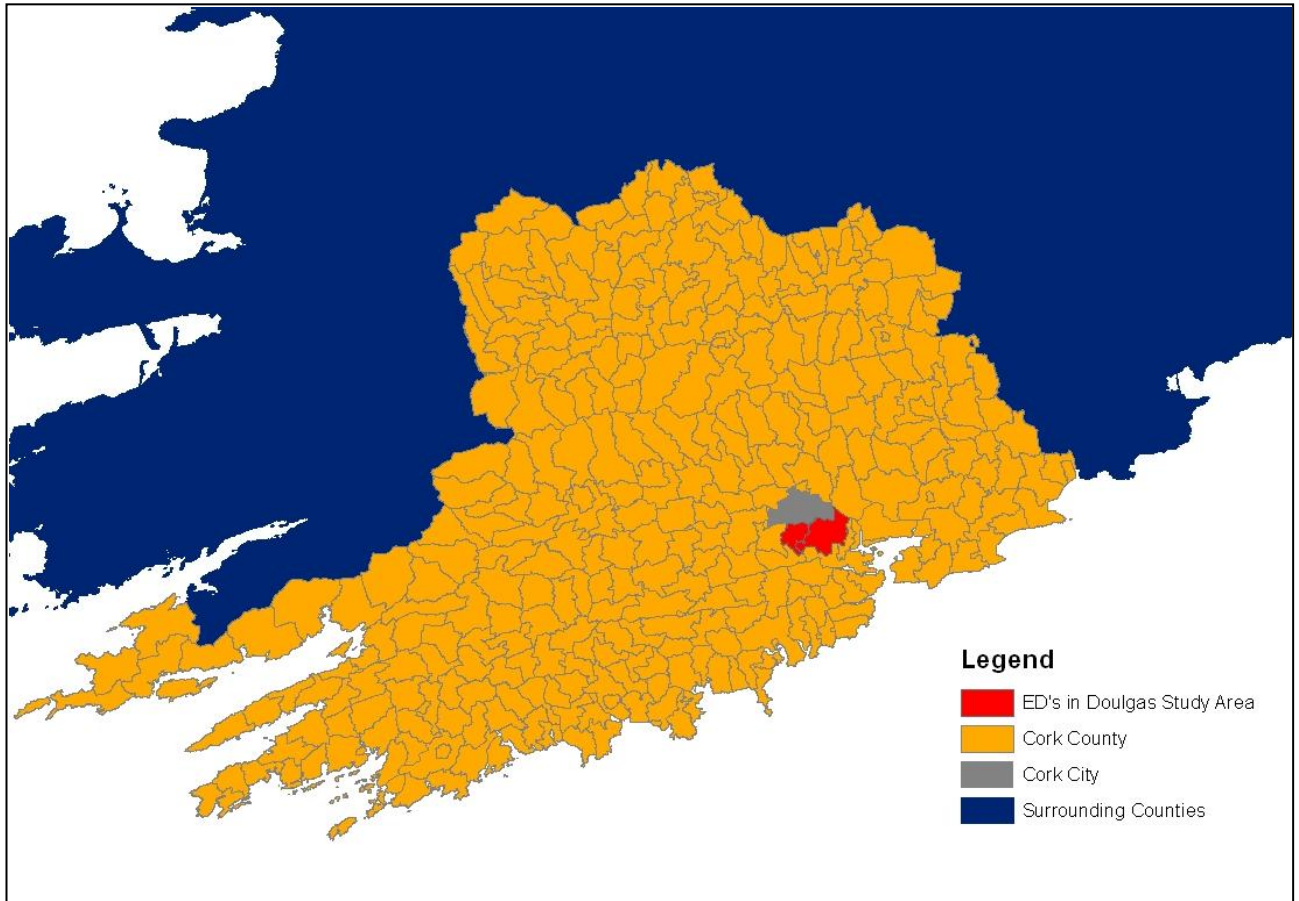 Legend
ED's in Doulgas Study Area
Cork County
Cork City
Surrounding Counties